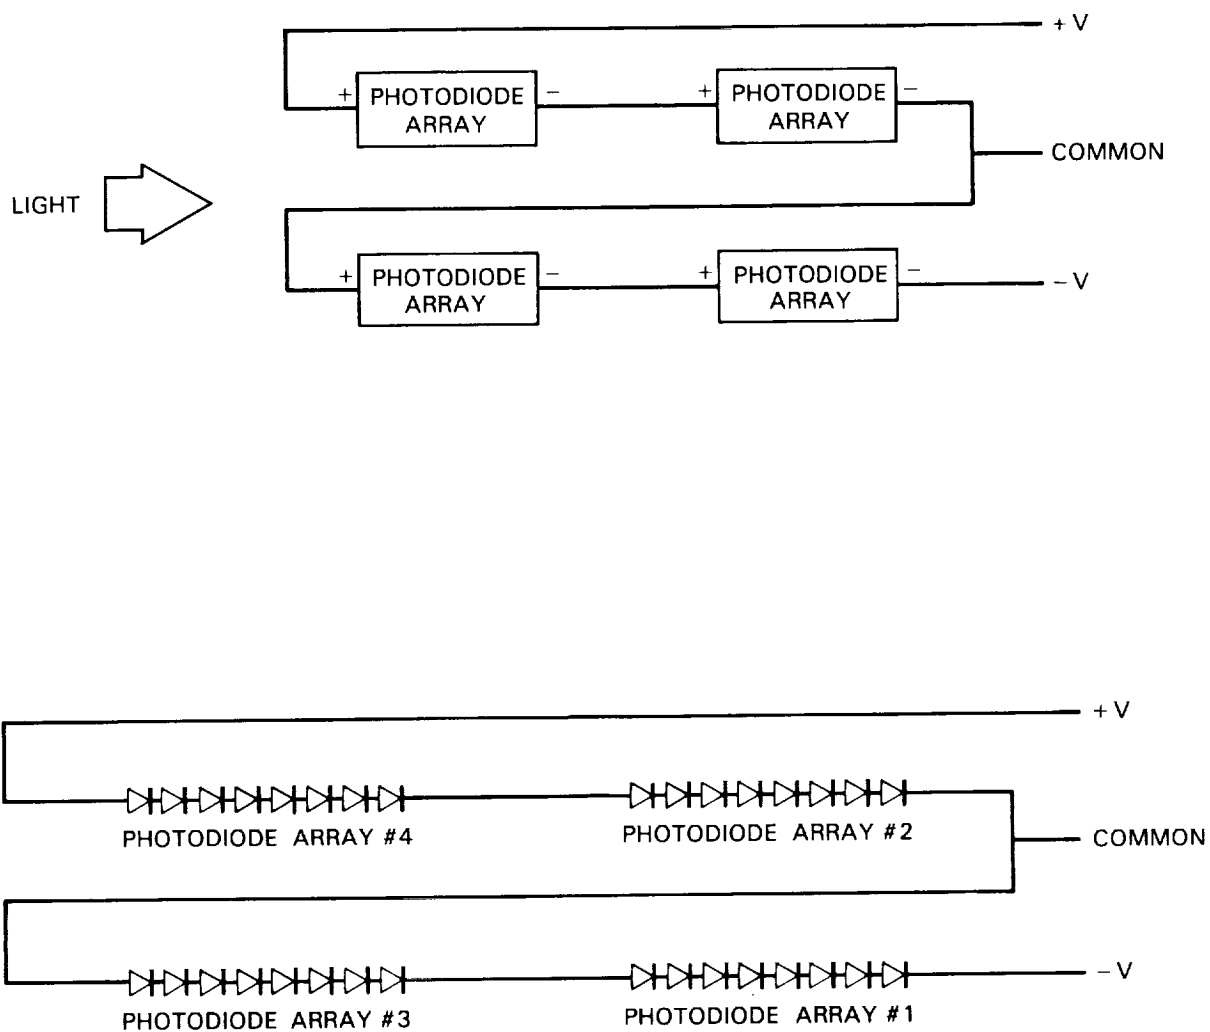 + V
+ PHOTODIODE ARRAY − + PHOTODIODE ARRAY −
COMMON
LIGHT
+ PHOTODIODE ARRAY − + PHOTODIODE ARRAY − − V
+ V
PHOTODIODE ARRAY #4 PHOTODIODE ARRAY #2
COMMON
− V
PHOTODIODE ARRAY #3 PHOTODIODE ARRAY #1